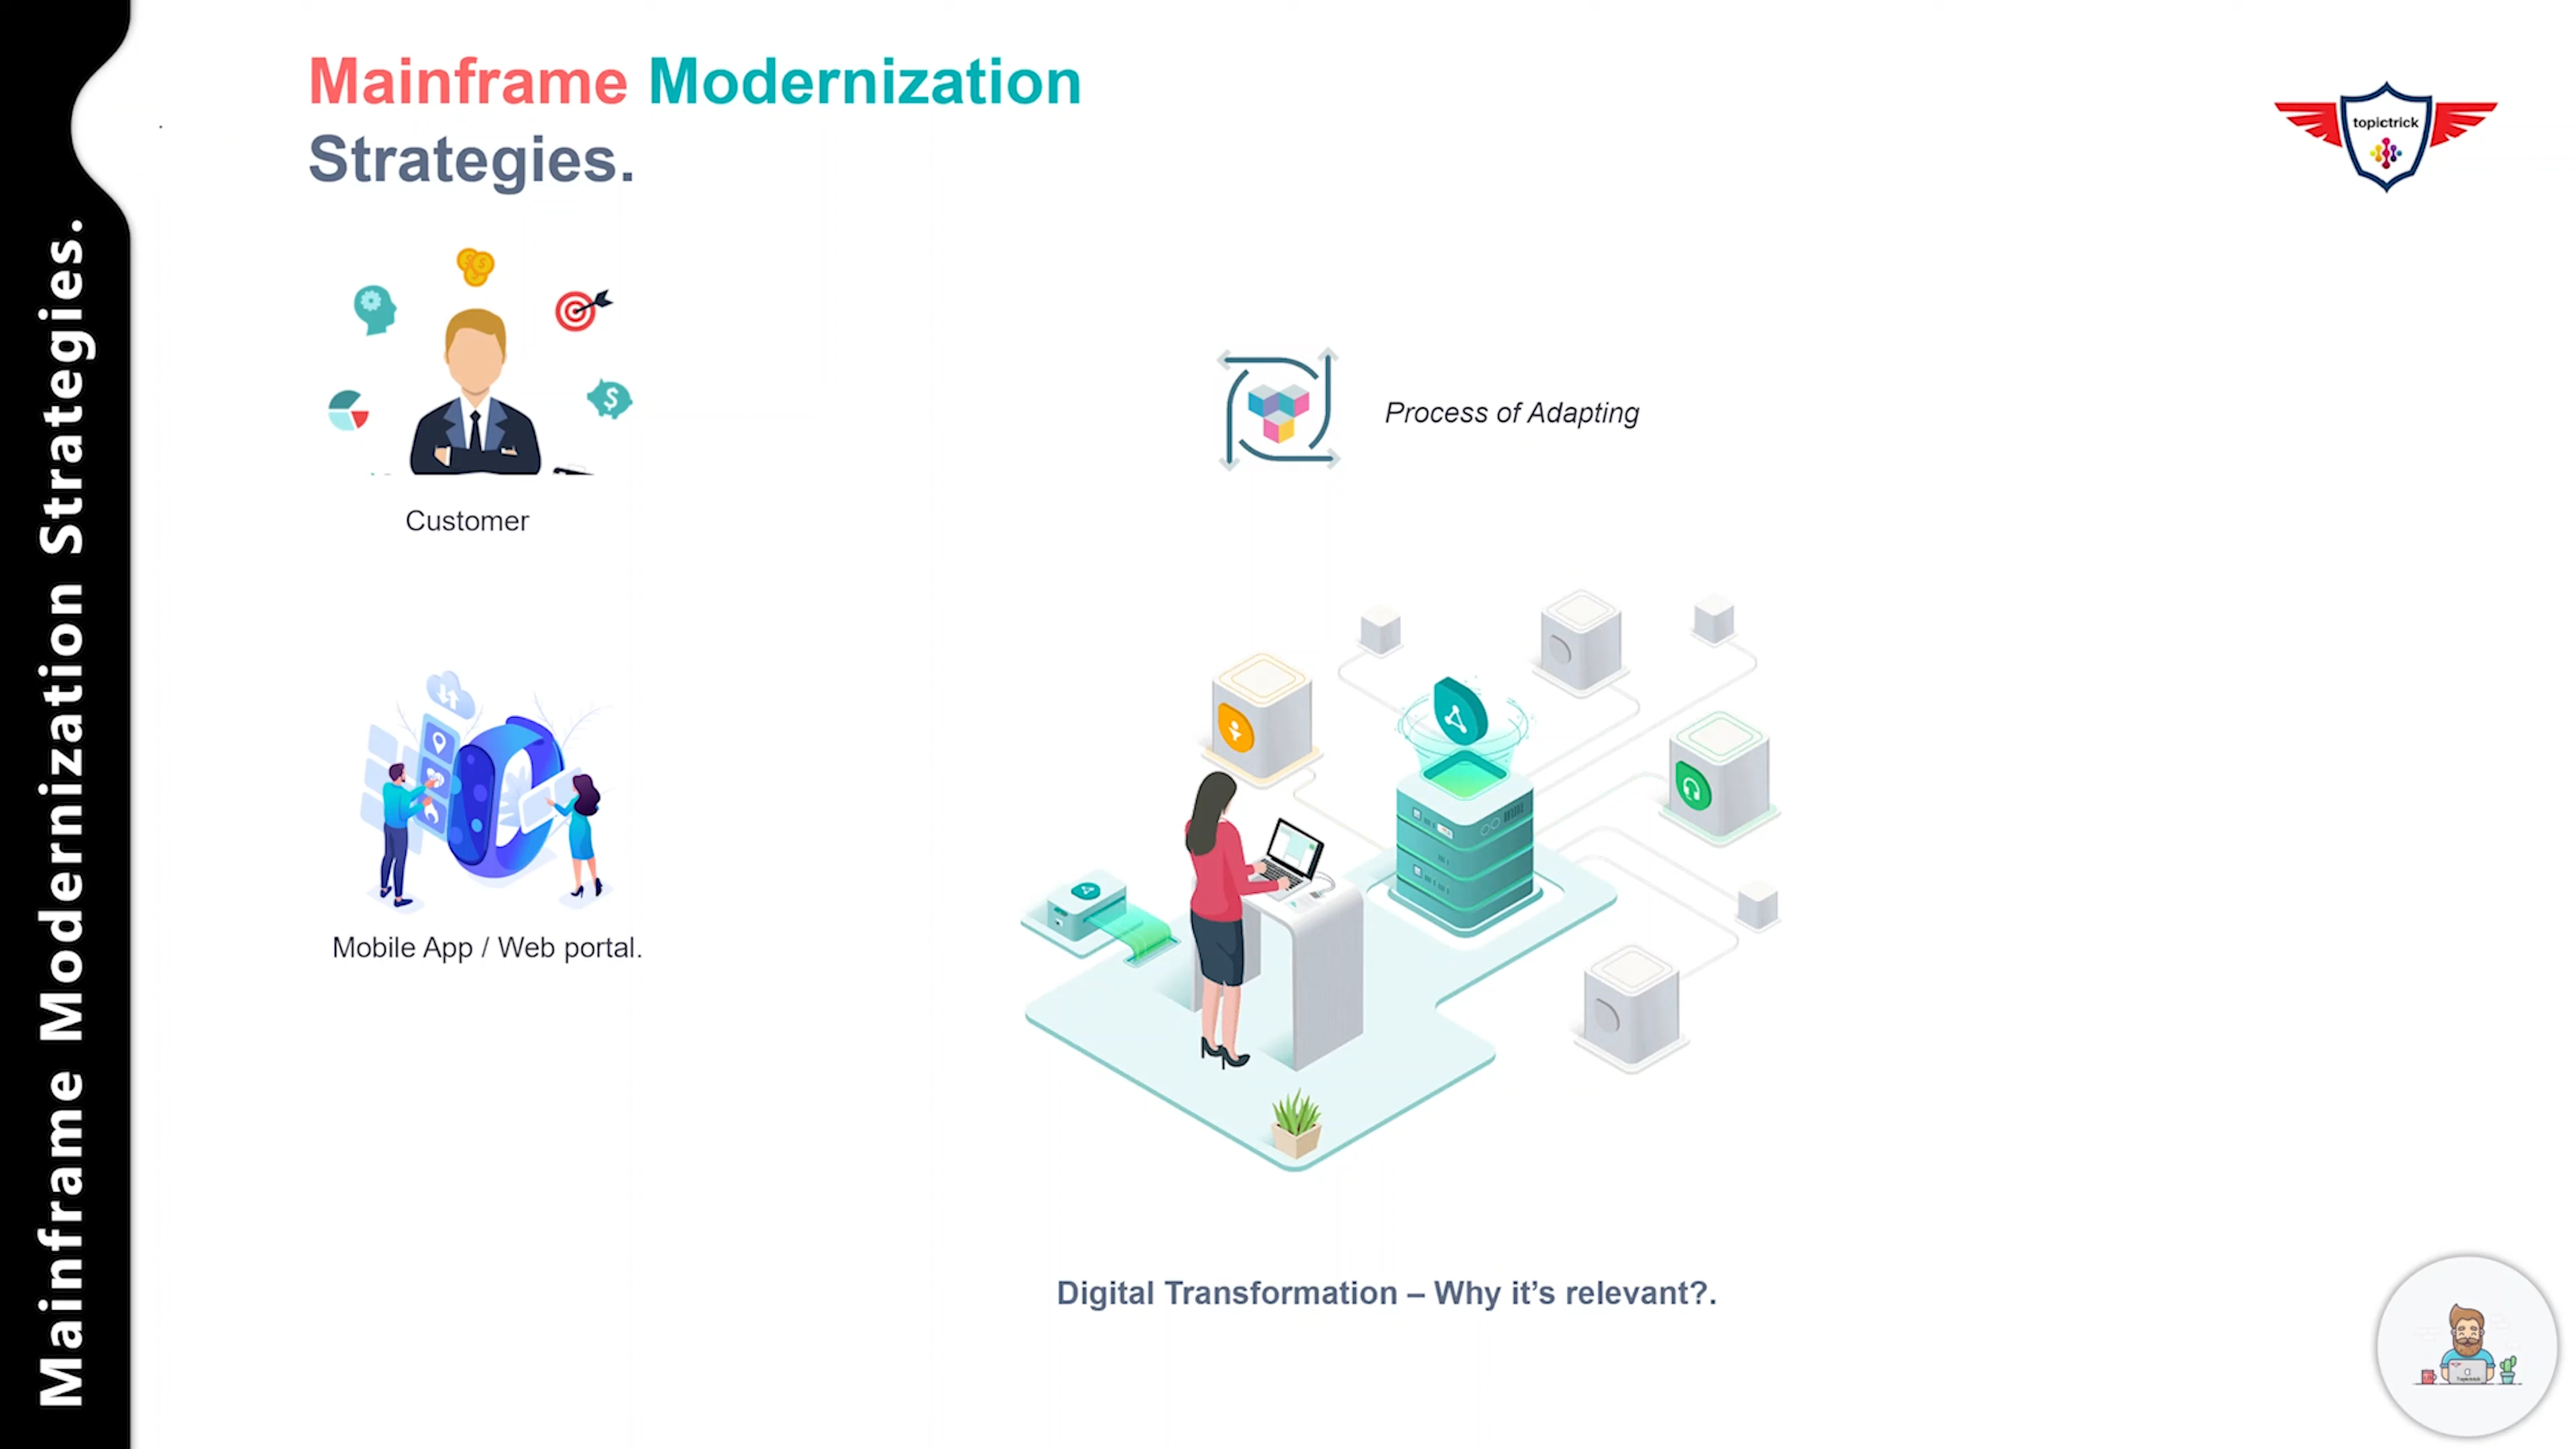 Mainframe Modernization
Strategies.
topictrick
Mainframe Modernization Strategies.
Customer
Process of Adapting
Mobile App / Web portal.
Digital Transformation – Why it’s relevant?.